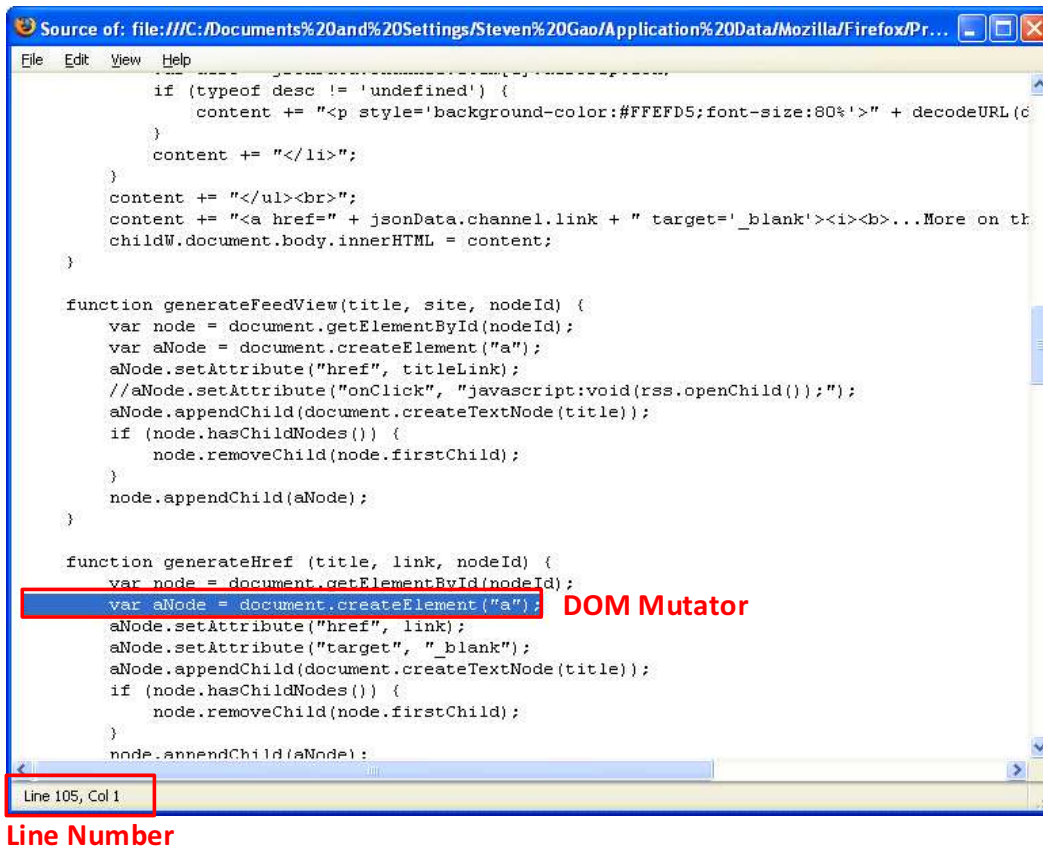 Source of: file:///C:/Documents%20and%20Settings/Steven%20Gao/Application%20Data/Mozilla/Firefox/Pr...
File Edit View Help
if (typeof desc != 'undefined') {
content += "<p style='background-color:#FFEFD5;font-size:80%'>" + decodeURL(d
}
content += "</li>";
}
content += "</ul><br>";
content += "<a href=" + jsonData.channel.link + " target='_blank'><i><b>...More on th
childW.document.body.innerHTML = content;
}
function generateFeedView(title, site, nodeId) {
var node = document.getElementById(nodeId);
var aNode = document.createElement("a");
aNode.setAttribute("href", titleLink);
//aNode.setAttribute("onClick", "javascript:void(rss.openChild());");
aNode.appendChild(document.createTextNode(title));
if (node.hasChildNodes()) {
node.removeChild(node.firstChild);
}
node.appendChild(aNode);
}
function generateHref (title, link, nodeId) {
var node = document.getElementById(nodeId);
var aNode = document.createElement("a"); DOM Mutator
aNode.setAttribute("href", link);
aNode.setAttribute("target", "_blank");
aNode.appendChild(document.createTextNode(title));
if (node.hasChildNodes()) {
node.removeChild(node.firstChild);
}
node.appendChild(aNode);
Line 105, Col 1
Line Number